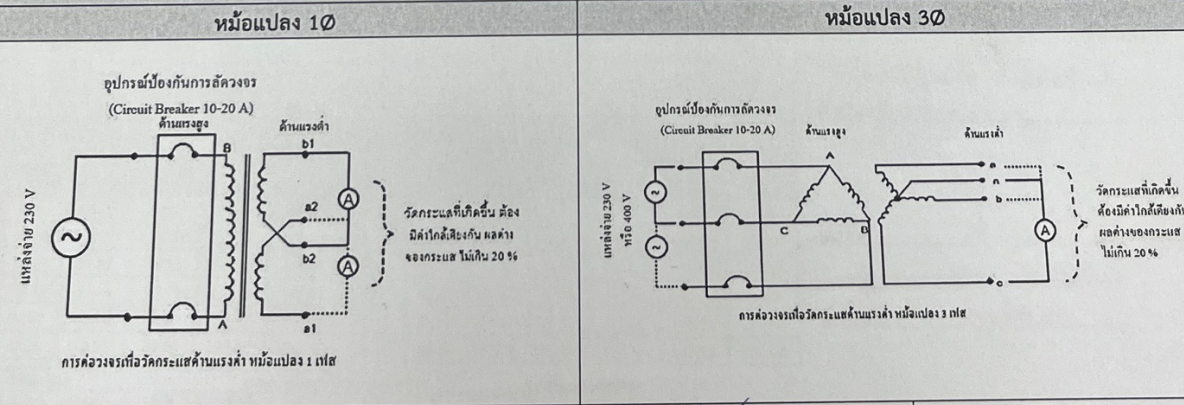 หม้อแปลง 1Ø
อุปกรณ์ป้องกันการลัดวงจร
(Circuit Breaker 10-20 A)
ด้านแรงสูง
ด้านแรงต่ำ
B
b1
A
a2
b2
A
a1
A
แหล่งจ่าย 230 V
วัดกระแสที่เกิดขึ้น ต้อง
มีค่าใกล้เคียงกัน ผลต่าง
ของกระแส ไม่เกิน 20 %
การต่อวงจรเพื่อวัดกระแสด้านแรงต่ำ หม้อแปลง 1 เฟส
หม้อแปลง 3Ø
อุปกรณ์ป้องกันการลัดวงจร
(Circuit Breaker 10-20 A)
ด้านแรงสูง
ด้านแรงต่ำ
A
C
B
a
n
b
c
A
แหล่งจ่าย 230 V
หรือ 400 V
วัดกระแสที่เกิดขึ้น
ต้องมีค่าใกล้เคียงกัน
ผลต่างของกระแส
ไม่เกิน 20 %
การต่อวงจรเพื่อวัดกระแสด้านแรงต่ำ หม้อแปลง 3 เฟส